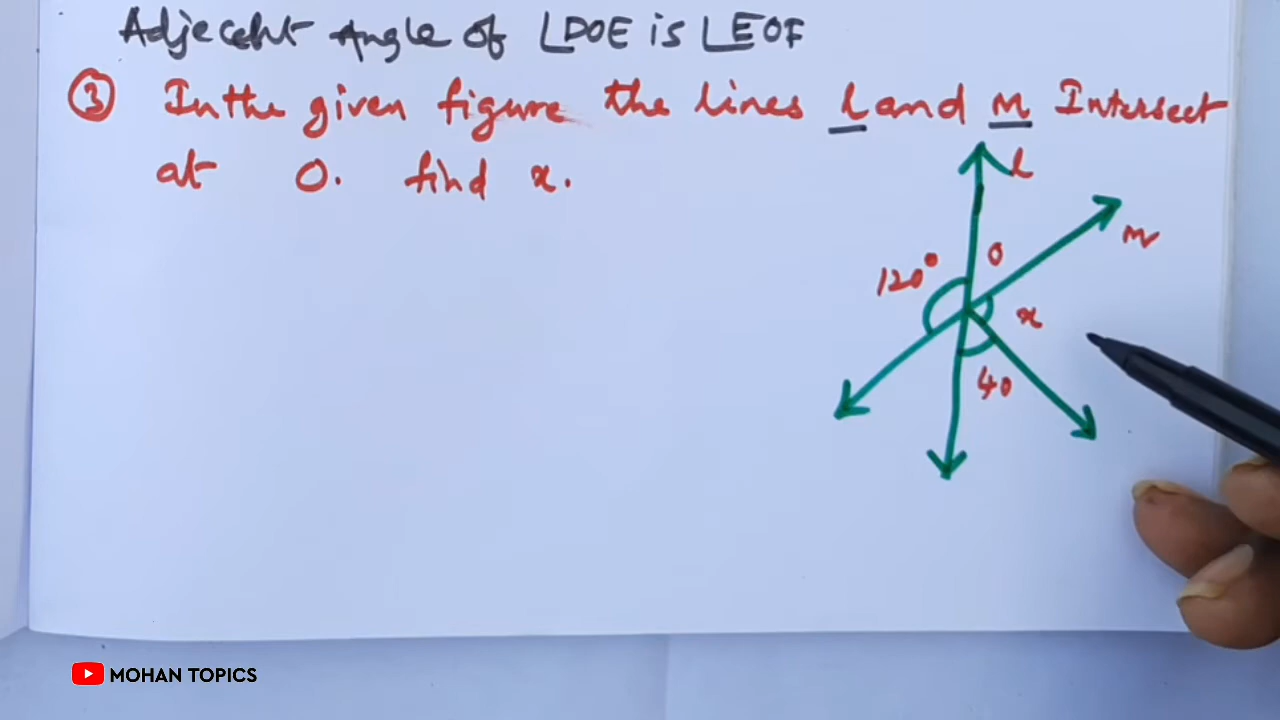 Adjecent Angle of ∠DOE is ∠EOF
③ In the given figure the lines l and m Intersect
at O. find x.
l
m
O
120°
x
40
MOHAN TOPICS